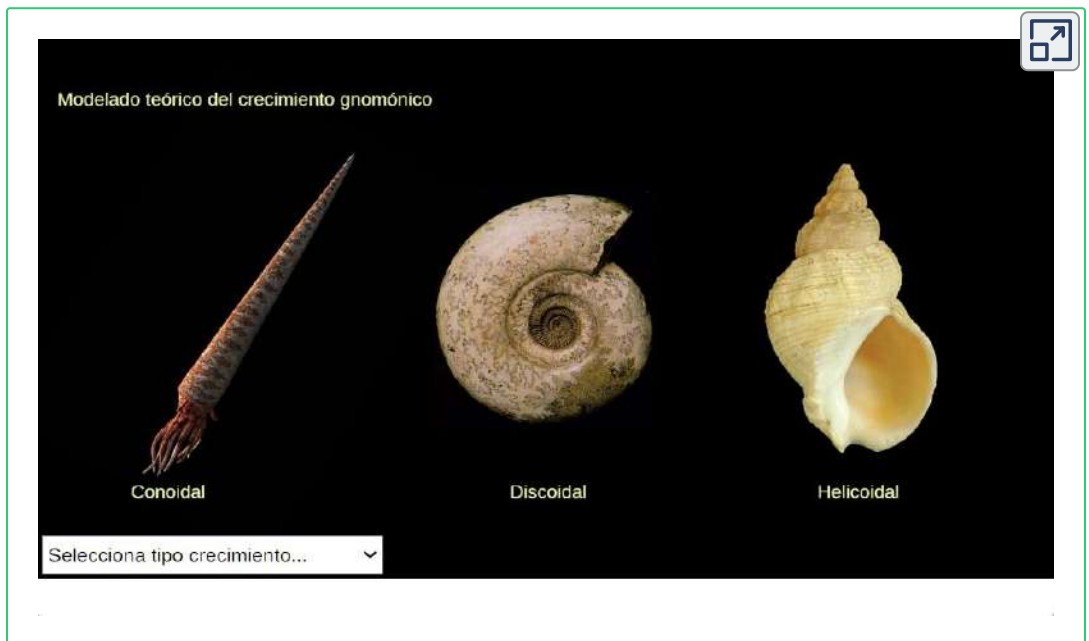 Modelado teórico del crecimiento gnomónico
Conoidal
Discoidal
Helicoidal
Selecciona tipo crecimiento...